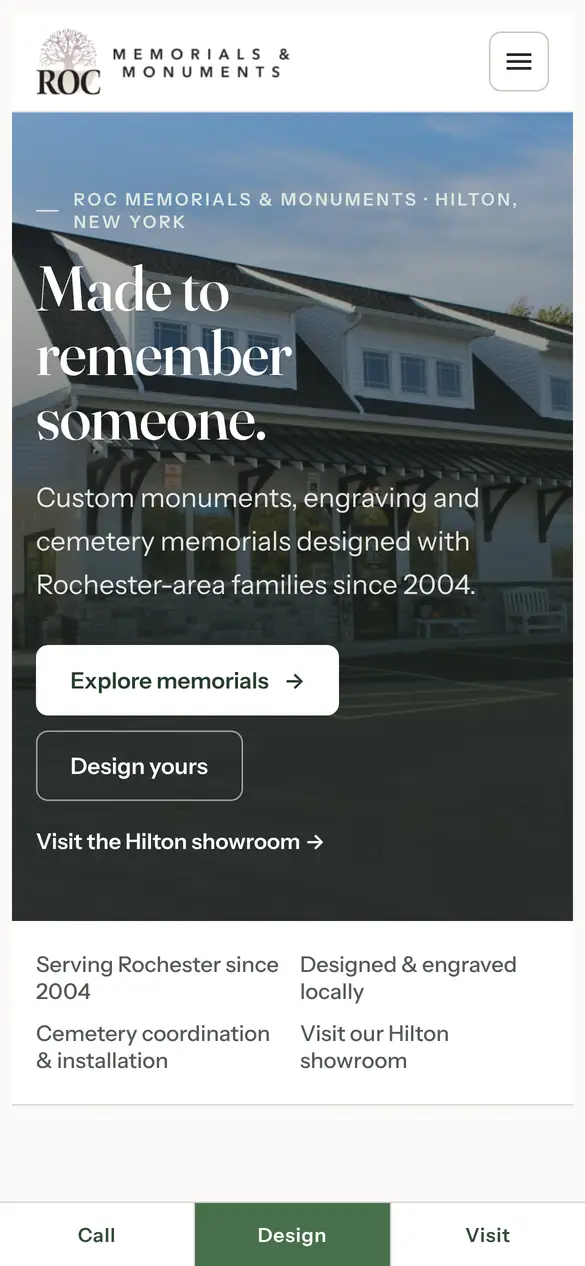 MEMORIALS &
MONUMENTS
ROC
— ROC MEMORIALS & MONUMENTS · HILTON,
NEW YORK
Made to
remember
someone.
Custom monuments, engraving and
cemetery memorials designed with
Rochester-area families since 2004.
Explore memorials →
Design yours
Visit the Hilton showroom →
Serving Rochester since
2004
Designed & engraved
locally
Cemetery coordination
& installation
Visit our Hilton
showroom
Call
Design
Visit